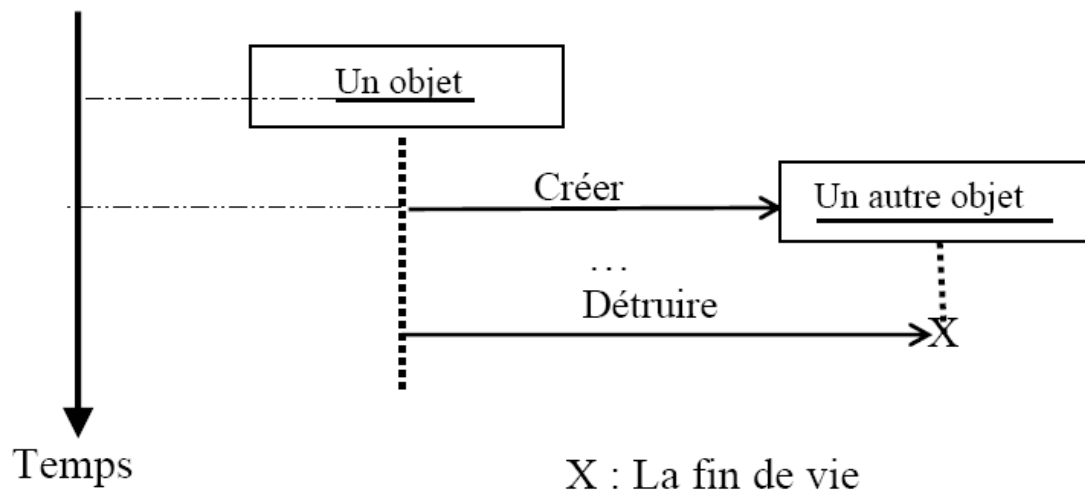 Un objet
Créer
Un autre objet
...
Détruire
X
Temps
X : La fin de vie